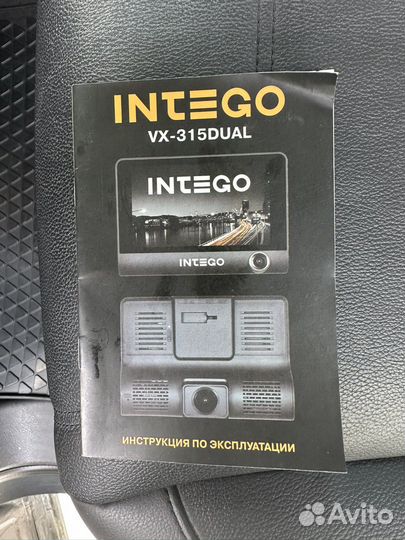 INTEGO
VX-315DUAL
INTEGO
INTEGO
ИНСТРУКЦИЯ ПО ЭКСПЛУАТАЦИИ
Avito